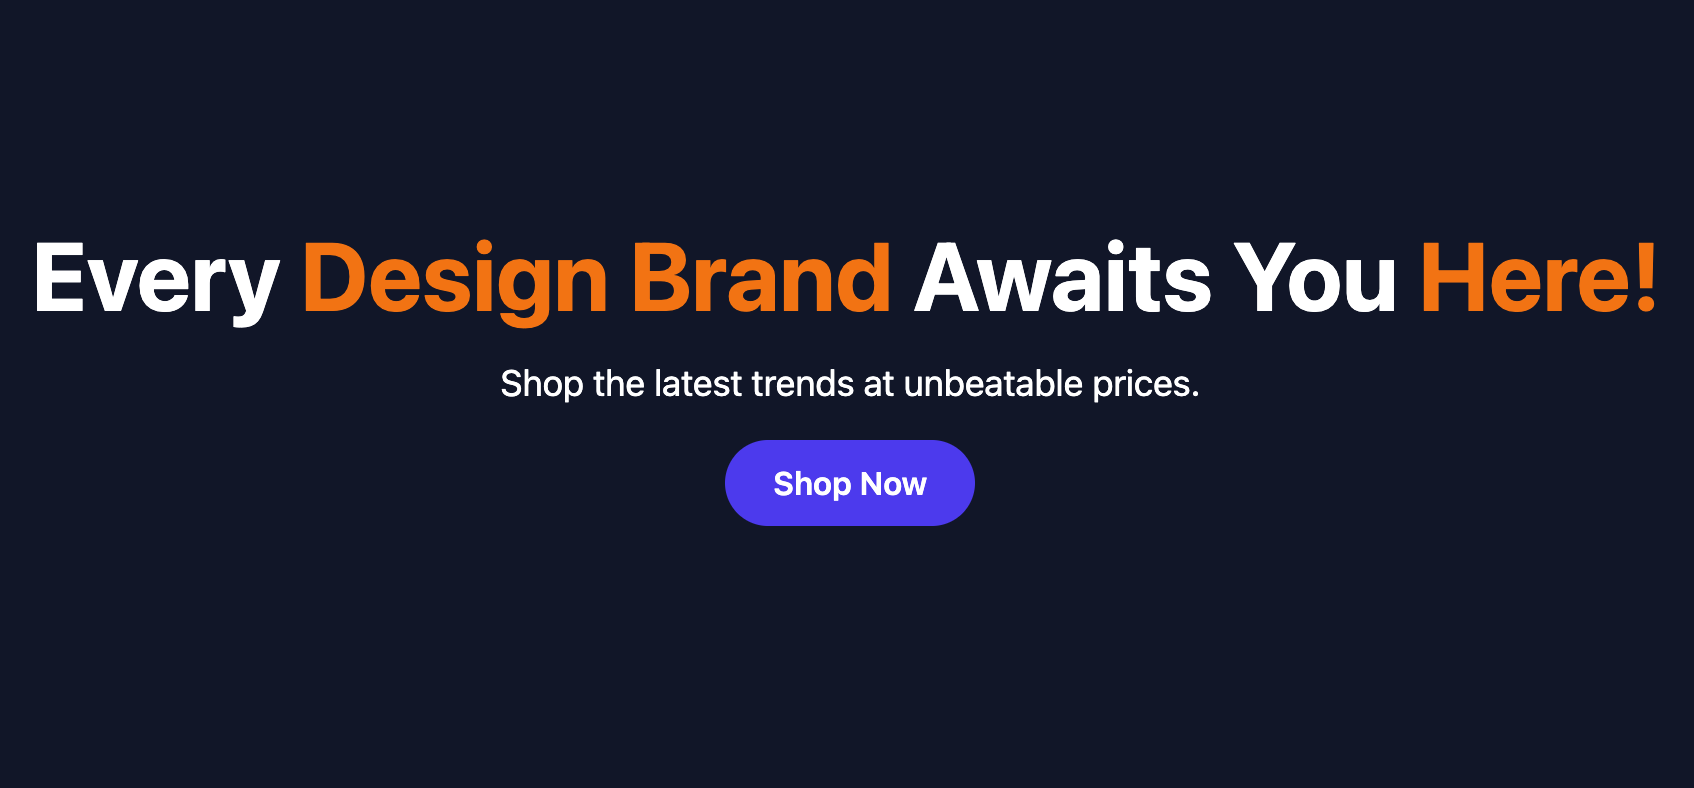 Every Design Brand Awaits You Here!
Shop the latest trends at unbeatable prices.
Shop Now